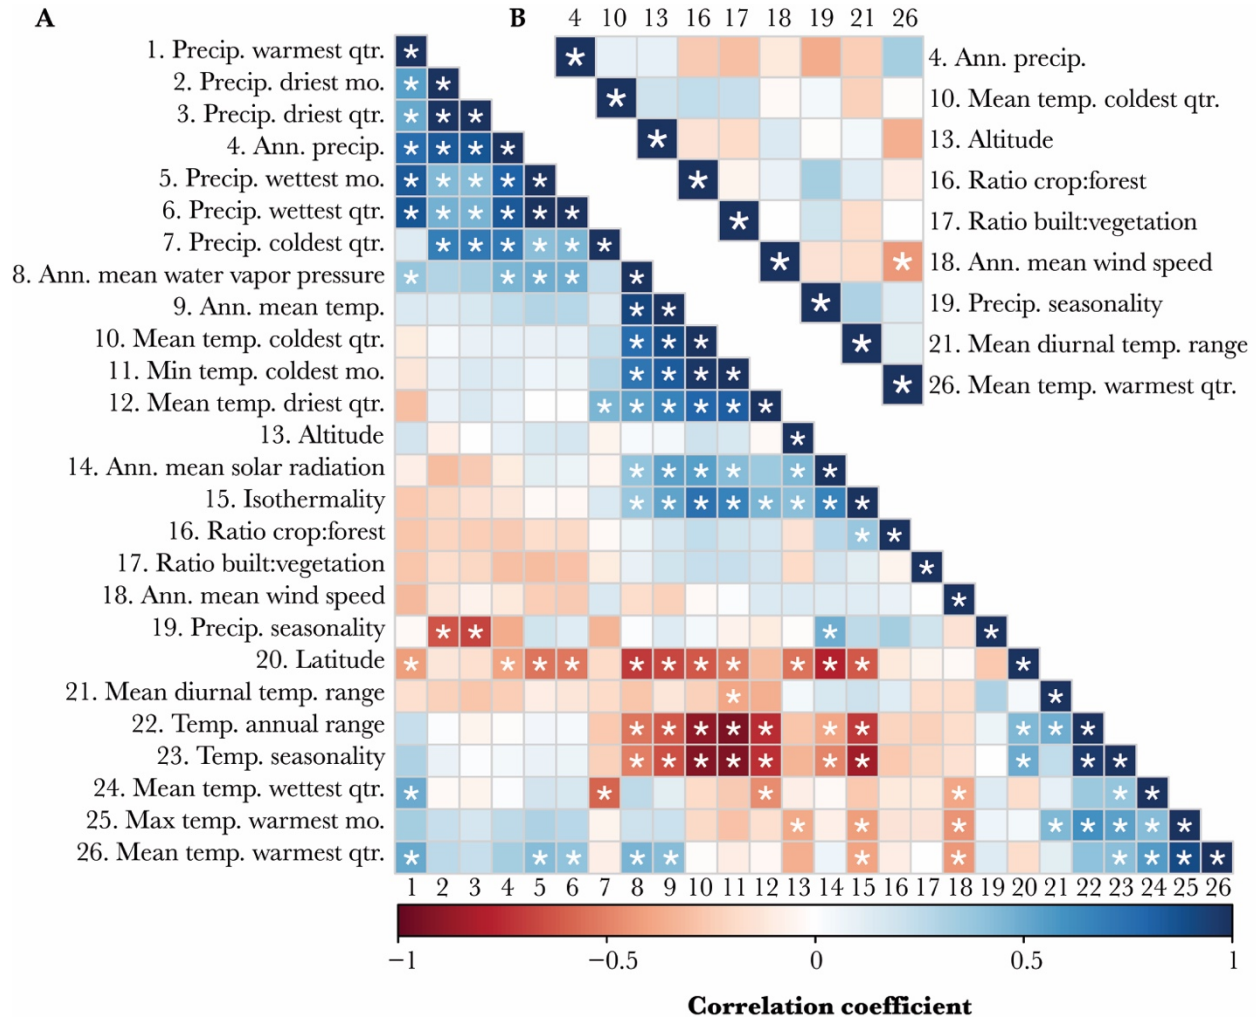 A
B
4 10 13 16 17 18 19 21 26
1. Precip. warmest qtr.
2. Precip. driest mo.
3. Precip. driest qtr.
4. Ann. precip.
5. Precip. wettest mo.
6. Precip. wettest qtr.
7. Precip. coldest qtr.
8. Ann. mean water vapor pressure
9. Ann. mean temp.
10. Mean temp. coldest qtr.
11. Min temp. coldest mo.
12. Mean temp. driest qtr.
13. Altitude
14. Ann. mean solar radiation
15. Isothermality
16. Ratio crop:forest
17. Ratio built:vegetation
18. Ann. mean wind speed
19. Precip. seasonality
20. Latitude
21. Mean diurnal temp. range
22. Temp. annual range
23. Temp. seasonality
24. Mean temp. wettest qtr.
25. Max temp. warmest mo.
26. Mean temp. warmest qtr.
4. Ann. precip.
10. Mean temp. coldest qtr.
13. Altitude
16. Ratio crop:forest
17. Ratio built:vegetation
18. Ann. mean wind speed
19. Precip. seasonality
21. Mean diurnal temp. range
26. Mean temp. warmest qtr.
1 2 3 4 5 6 7 8 9 10 11 12 13 14 15 16 17 18 19 20 21 22 23 24 25 26
−1 −0.5 0 0.5 1
Correlation coefficient